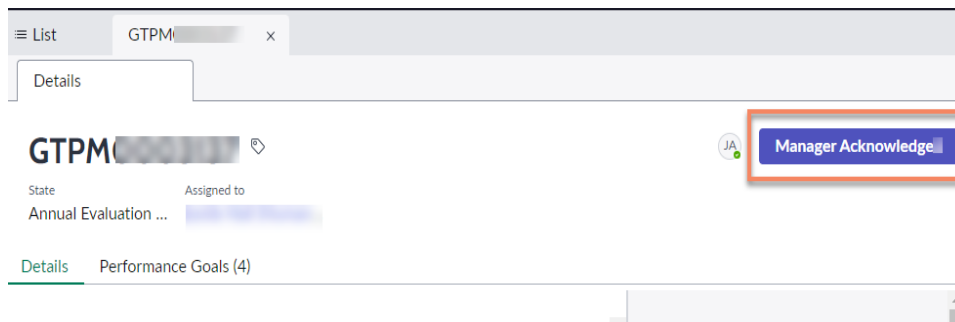 List GTPM x
Details
GTPM JA Manager Acknowledge
State Assigned to
Annual Evaluation ...
Details Performance Goals (4)